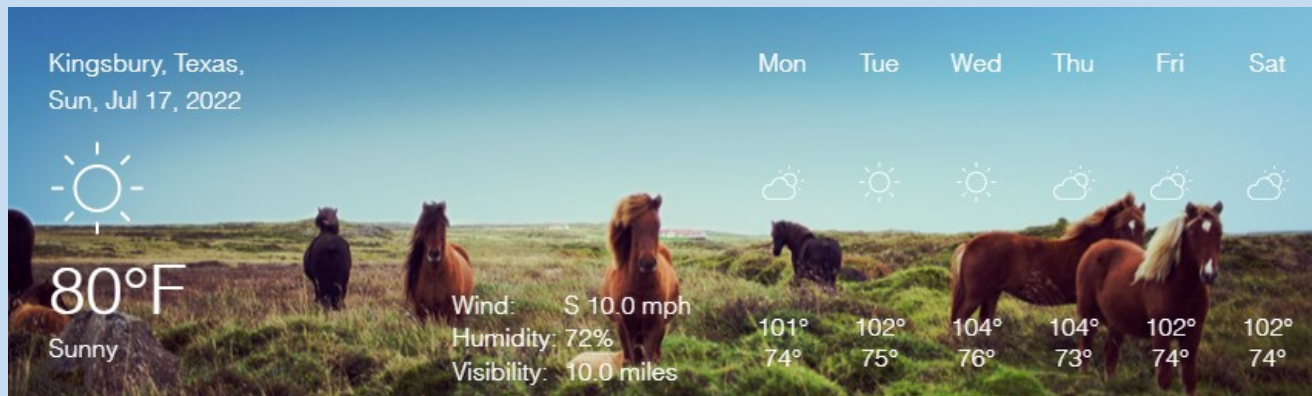 Kingsbury, Texas,
Sun, Jul 17, 2022
80°F
Sunny
Wind: S 10.0 mph
Humidity: 72%
Visibility: 10.0 miles
Mon Tue Wed Thu Fri Sat
101° 102° 104° 104° 102° 102°
74° 75° 76° 73° 74° 74°